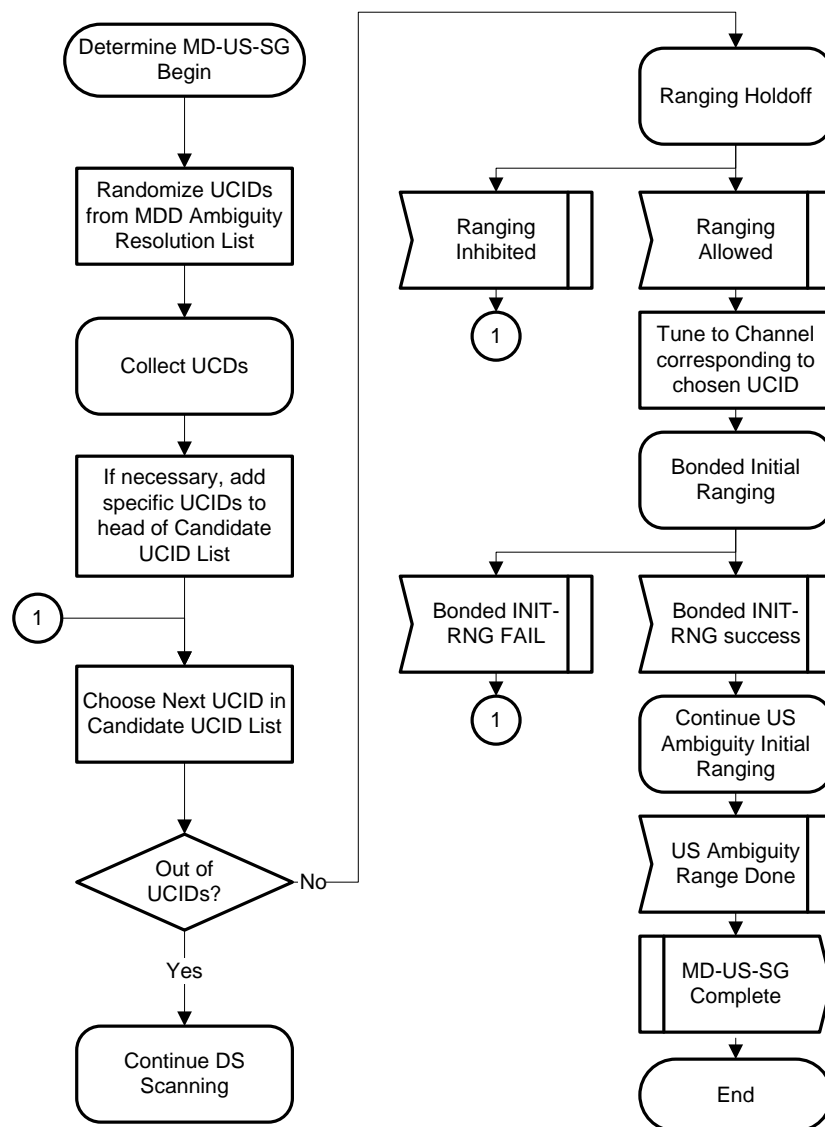 Determine MD-US-SG
Begin
Randomize UCIDs
from MDD Ambiguity
Resolution List
Collect UCDs
If necessary, add
specific UCIDs to
head of Candidate
UCID List
1
Choose Next UCID in
Candidate UCID List
Out of
UCIDs?
No
Yes
Continue DS
Scanning
Ranging Holdoff
Ranging
Inhibited
Ranging
Allowed
1
Tune to Channel
corresponding to
chosen UCID
Bonded Initial
Ranging
Bonded INIT-
RNG FAIL
Bonded INIT-
RNG success
1
Continue US
Ambiguity Initial
Ranging
US Ambiguity
Range Done
MD-US-SG
Complete
End